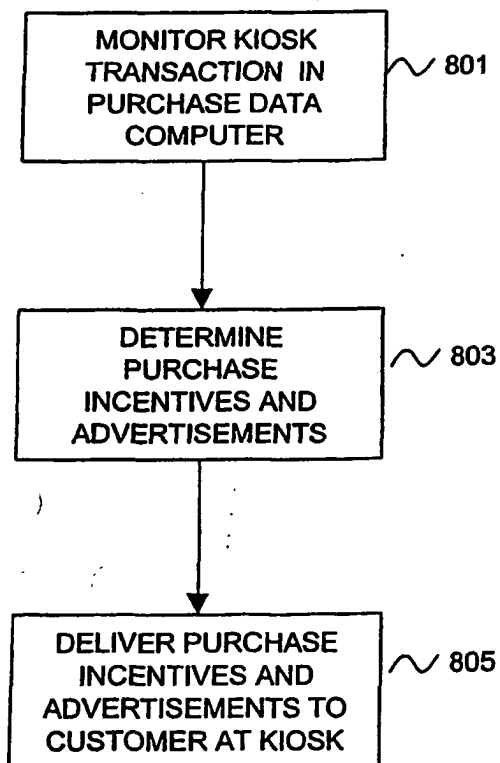 MONITOR KIOSK
TRANSACTION IN
PURCHASE DATA
COMPUTER
801
DETERMINE
PURCHASE
INCENTIVES AND
ADVERTISEMENTS
803
DELIVER PURCHASE
INCENTIVES AND
ADVERTISEMENTS TO
CUSTOMER AT KIOSK
805